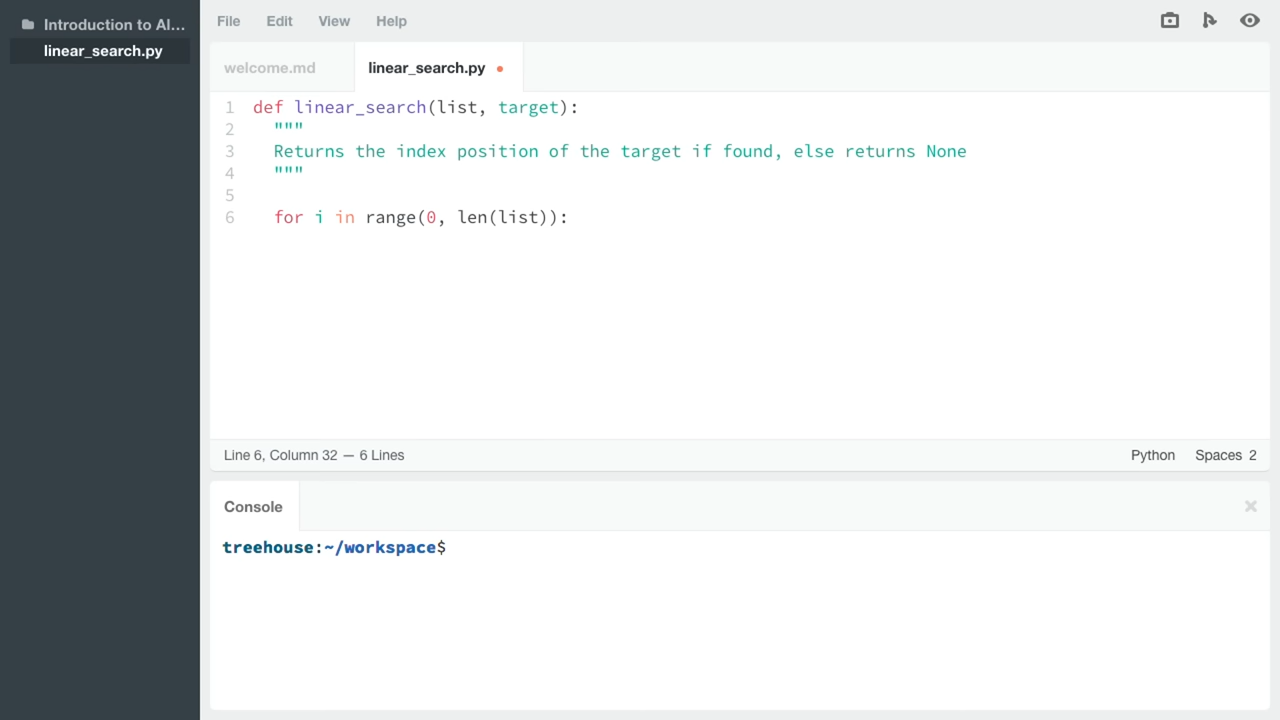 Introduction to Al...
linear_search.py
File Edit View Help
welcome.md linear_search.py
1 def linear_search(list, target):
2 """
3 Returns the index position of the target if found, else returns None
4 """
5
6 for i in range(0, len(list)):
Line 6, Column 32 — 6 Lines Python Spaces 2
Console
treehouse:~/workspace$